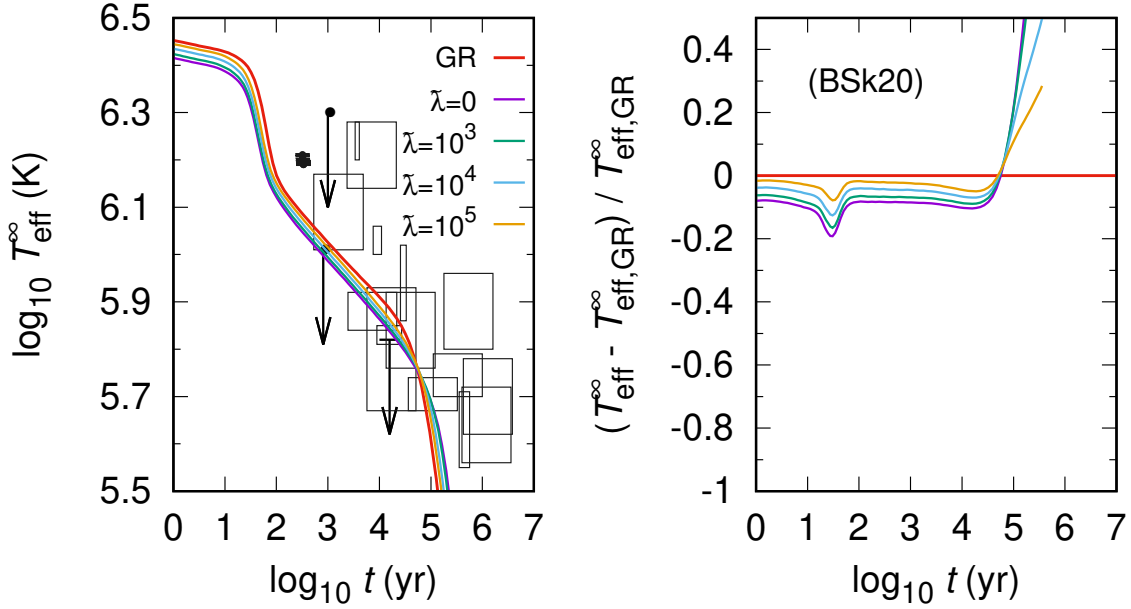 6.5
6.3
6.1
5.9
5.7
5.5
log10 T∞eff (K)
0 1 2 3 4 5 6 7
log10 t (yr)
GR
λ̃=0
λ̃=10^3
λ̃=10^4
λ̃=10^5
0.4
0.2
0
-0.2
-0.4
-0.6
-0.8
-1
(T∞eff - T∞eff,GR) / T∞eff,GR
(BSk20)
0 1 2 3 4 5 6 7
log10 t (yr)